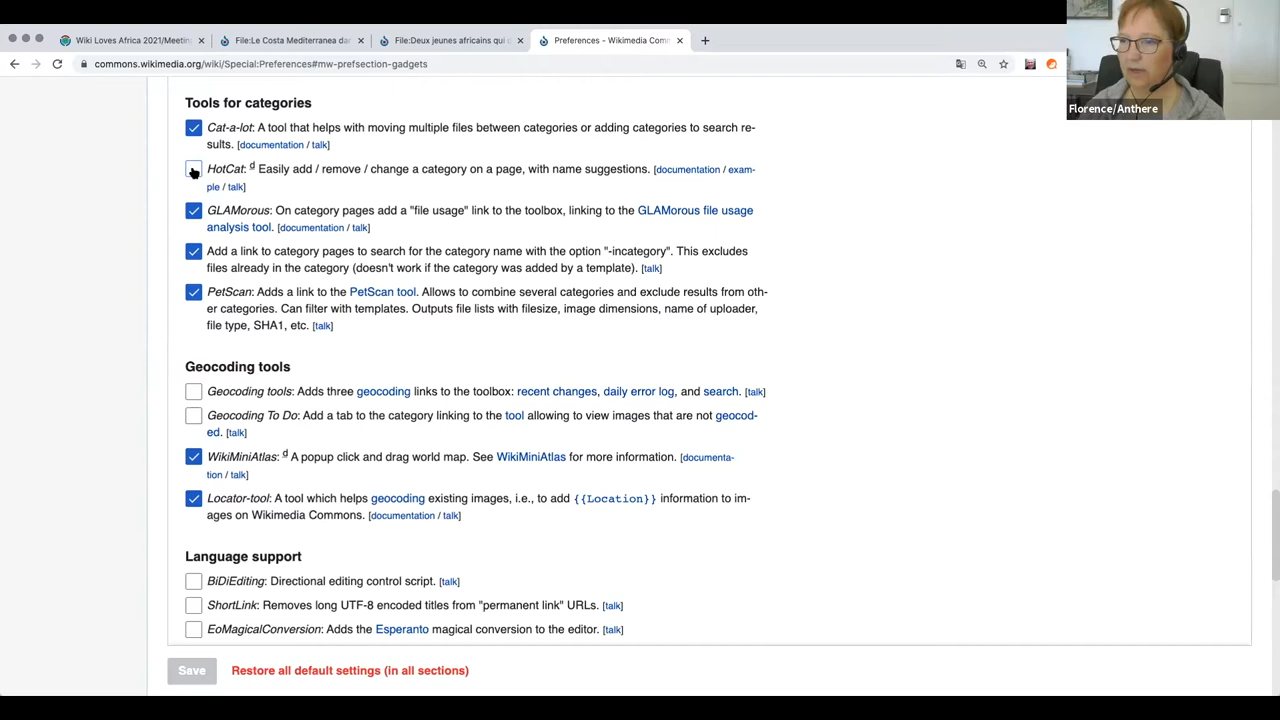 Wiki Loves Africa 2021/Meetin
File:Le Costa Mediterranea da
File:Deux jeunes africains qui
Preferences - Wikimedia Com
commons.wikimedia.org/wiki/Special:Preferences#mw-prefsection-gadgets
Florence/Anthere
Tools for categories
Cat-a-lot: A tool that helps with moving multiple files between categories or adding categories to search re-
sults. [documentation / talk]
HotCat: d Easily add / remove / change a category on a page, with name suggestions. [documentation / exam-
ple / talk]
GLAMorous: On category pages add a "file usage" link to the toolbox, linking to the GLAMorous file usage
analysis tool. [documentation / talk]
Add a link to category pages to search for the category name with the option "-incategory". This excludes
files already in the category (doesn't work if the category was added by a template). [talk]
PetScan: Adds a link to the PetScan tool. Allows to combine several categories and exclude results from oth-
er categories. Can filter with templates. Outputs file lists with filesize, image dimensions, name of uploader,
file type, SHA1, etc. [talk]
Geocoding tools
Geocoding tools: Adds three geocoding links to the toolbox: recent changes, daily error log, and search. [talk]
Geocoding To Do: Add a tab to the category linking to the tool allowing to view images that are not geocod-
ed. [talk]
WikiMiniAtlas: d A popup click and drag world map. See WikiMiniAtlas for more information. [documenta-
tion / talk]
Locator-tool: A tool which helps geocoding existing images, i.e., to add {{Location}} information to im-
ages on Wikimedia Commons. [documentation / talk]
Language support
BiDiEditing: Directional editing control script. [talk]
ShortLink: Removes long UTF-8 encoded titles from "permanent link" URLs. [talk]
EoMagicalConversion: Adds the Esperanto magical conversion to the editor. [talk]
Save
Restore all default settings (in all sections)